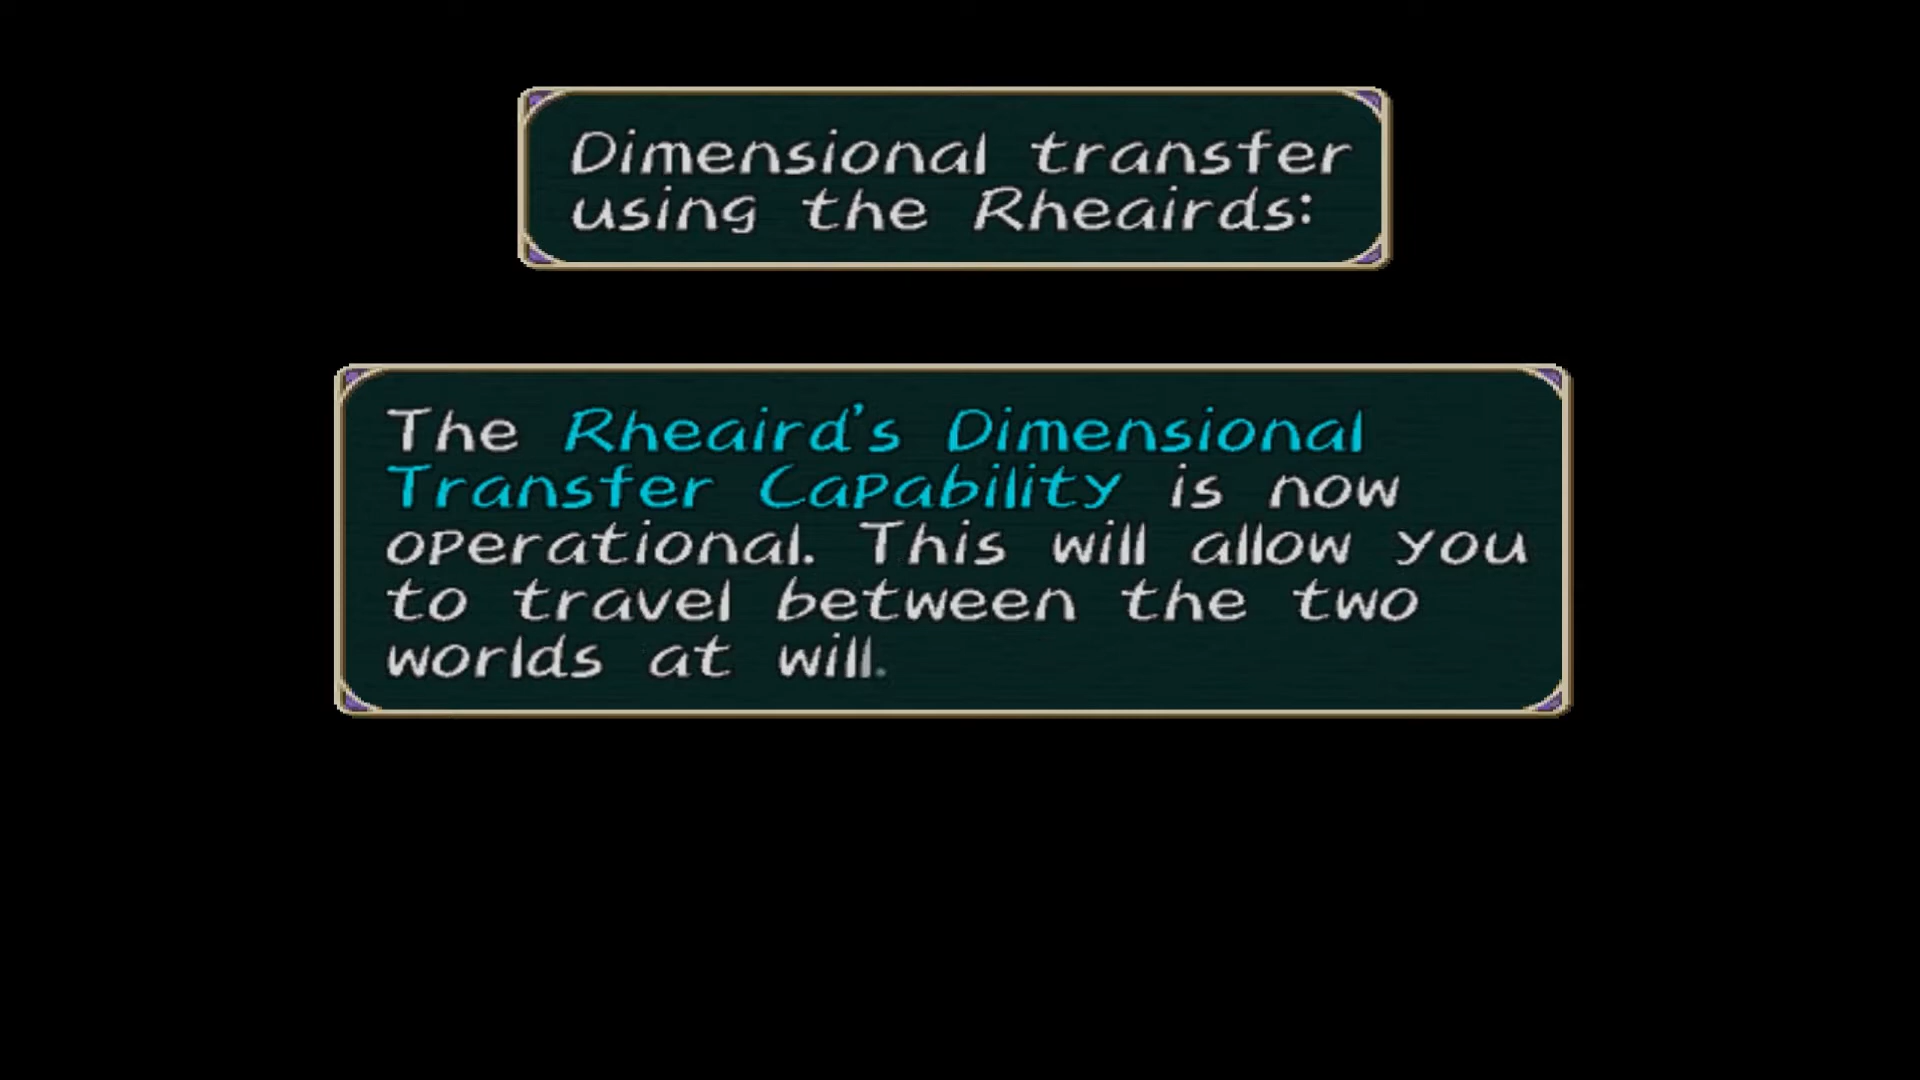 Dimensional transfer
using the Rheairds:
The Rheaird's Dimensional
Transfer Capability is now
operational. This will allow you
to travel between the two
worlds at will.